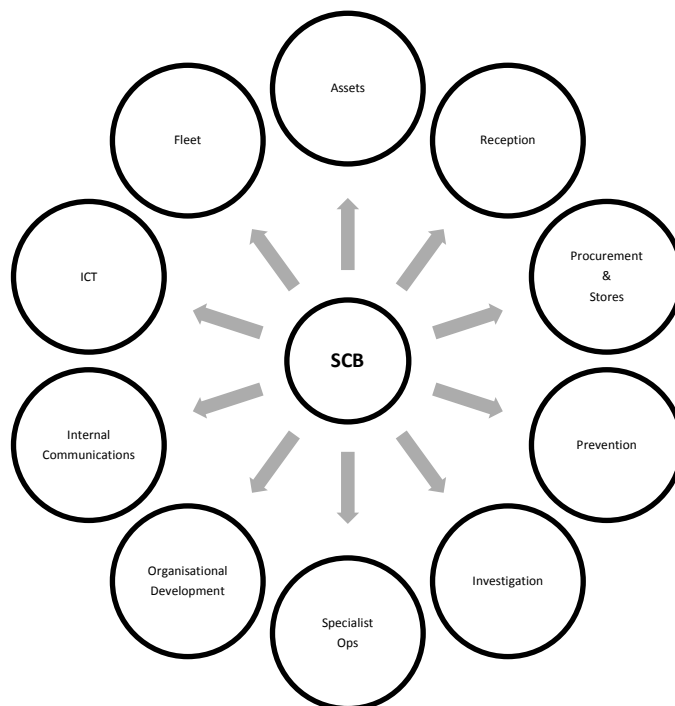 Assets
Fleet
Reception
ICT
Procurement
&
Stores
SCB
Internal
Communications
Prevention
Organisational
Development
Investigation
Specialist
Ops